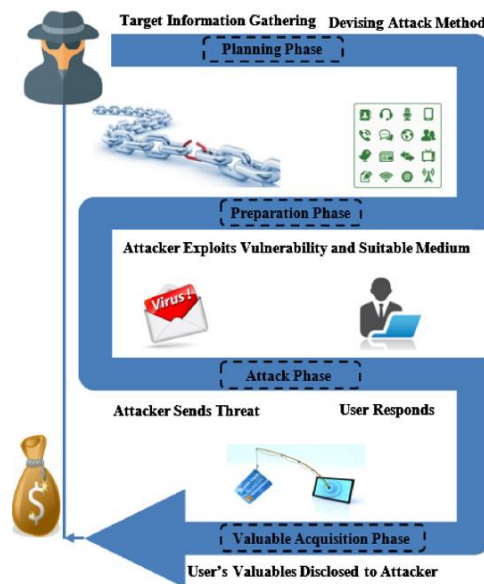 Target Information Gathering
Devising Attack Method
Planning Phase
Preparation Phase
Attacker Exploits Vulnerability and Suitable Medium
Virus!
Attack Phase
Attacker Sends Threat
User Responds
$
Valuable Acquisition Phase
User's Valuables Disclosed to Attacker